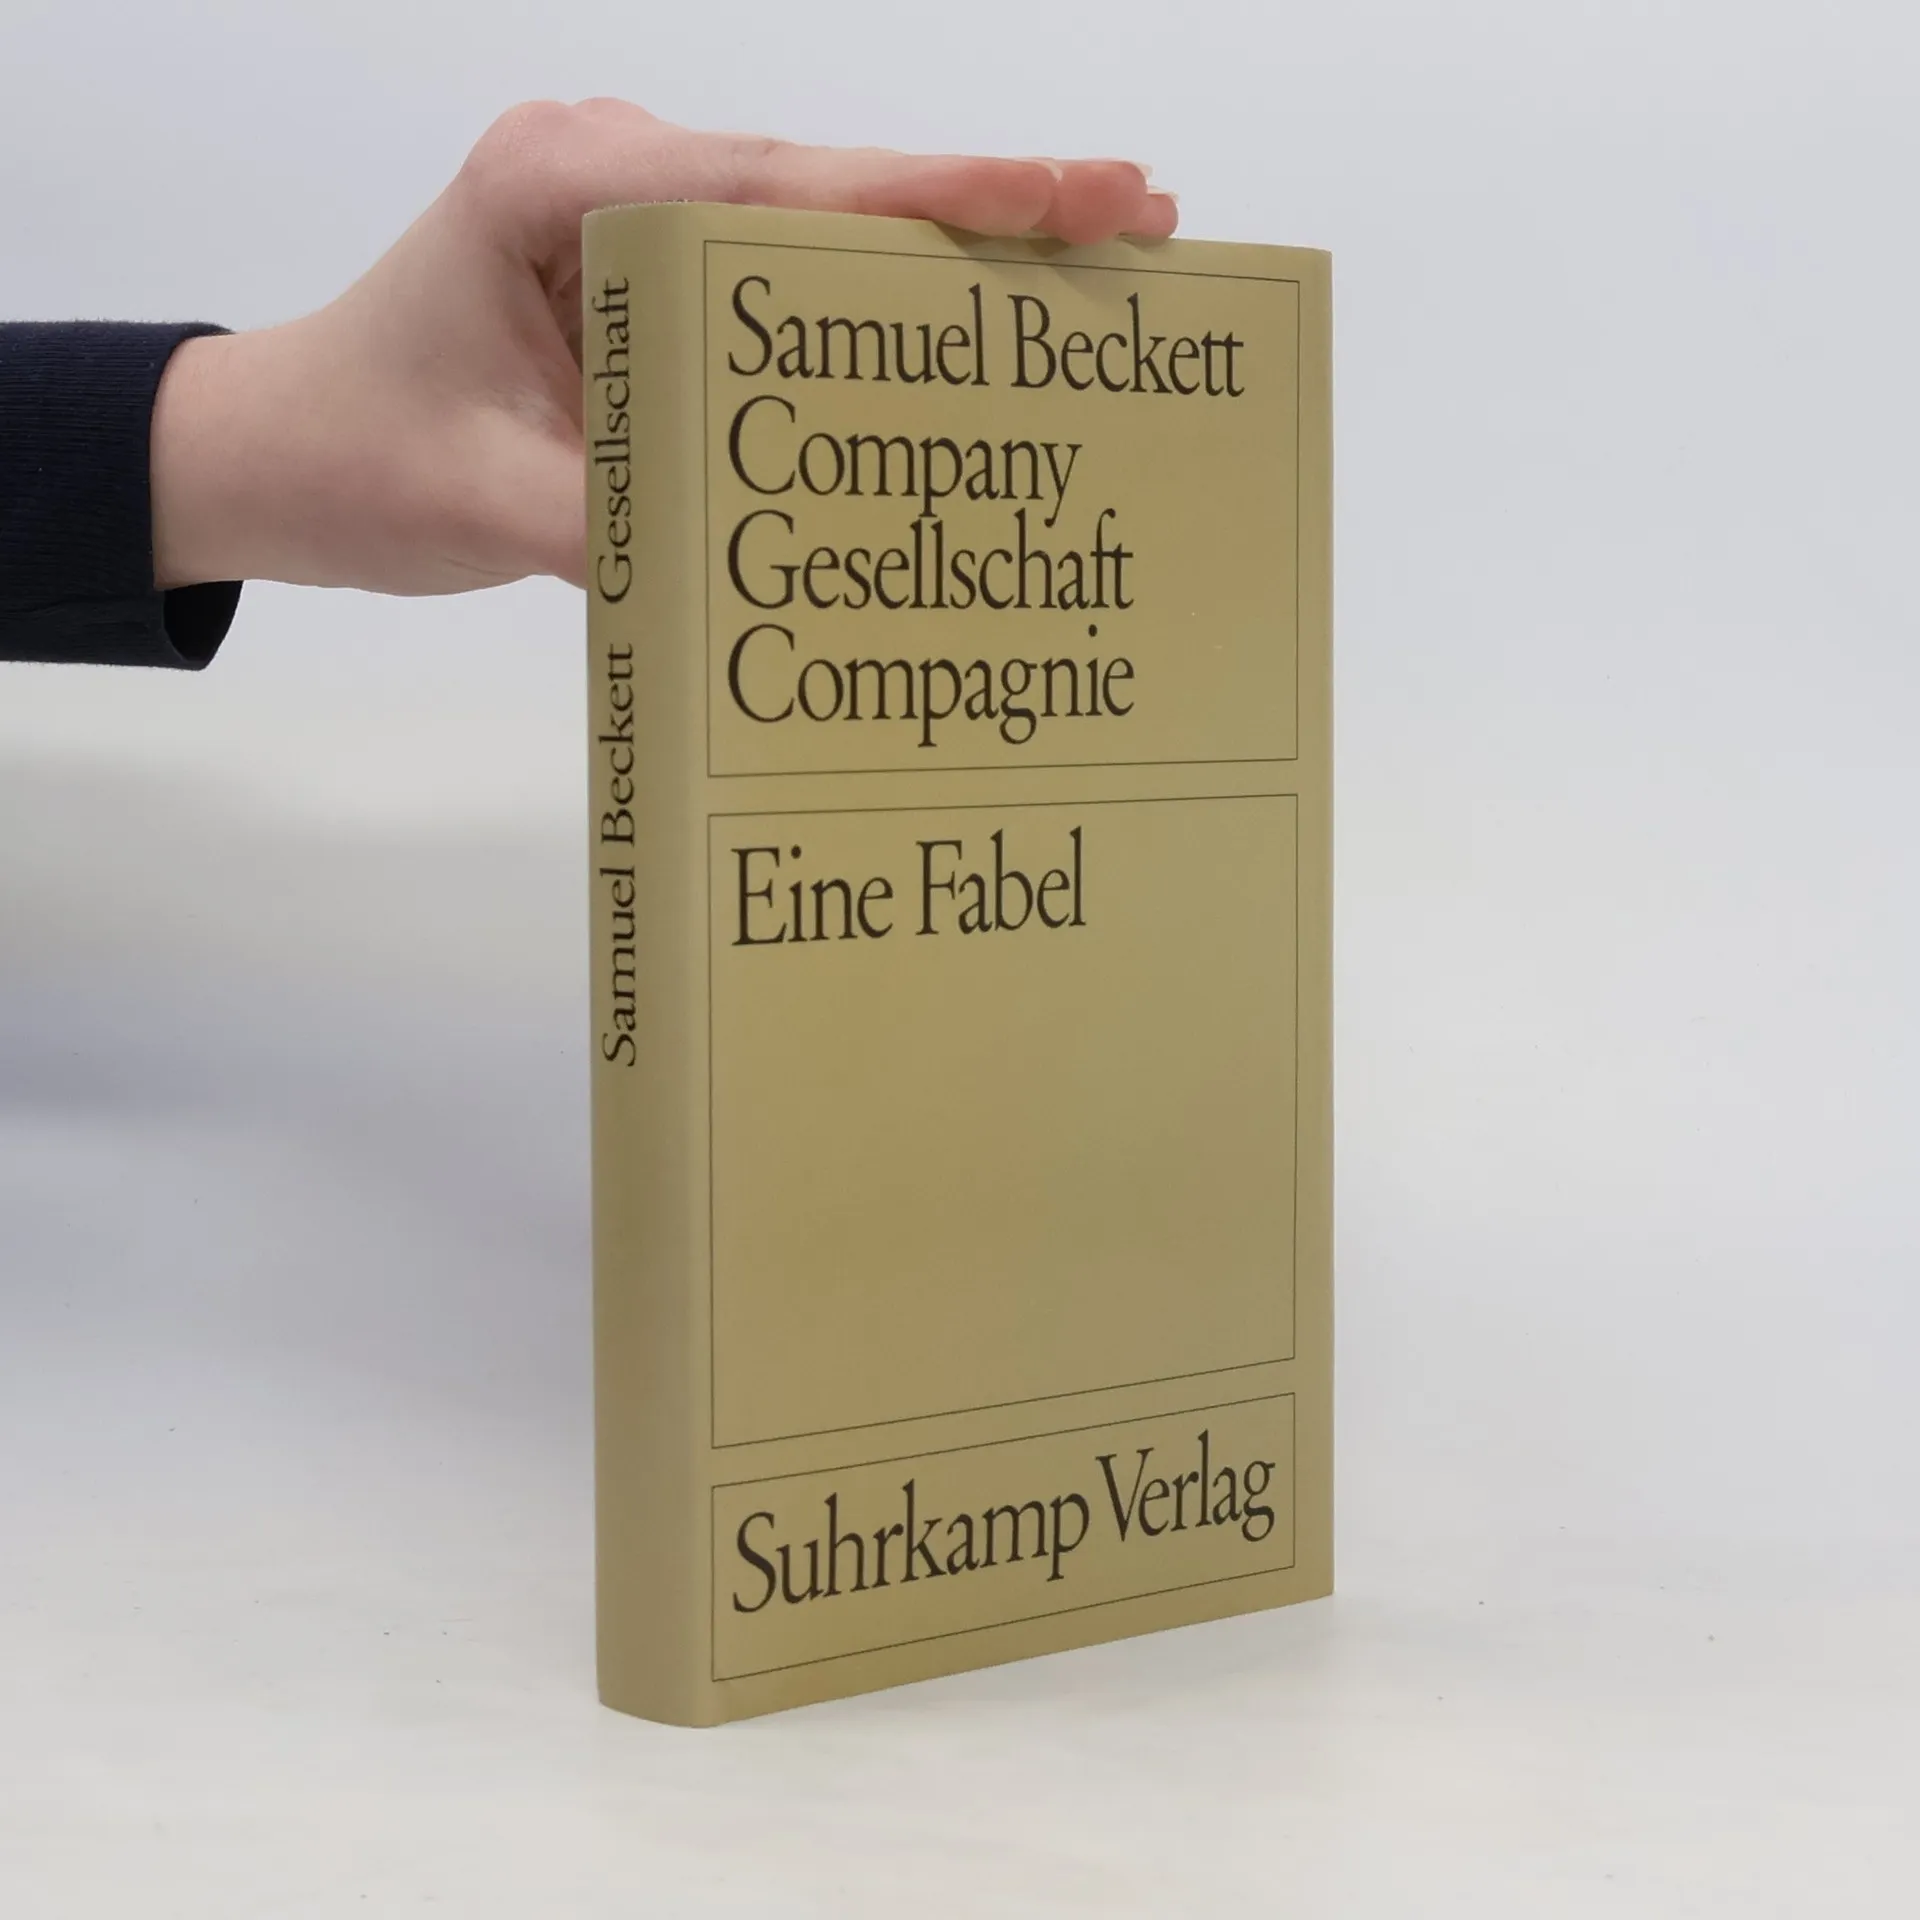 Samuel Beckett Gesellschaft
Samuel Beckett
Company
Gesellschaft
Compagnie
Eine Fabel
Suhrkamp Verlag